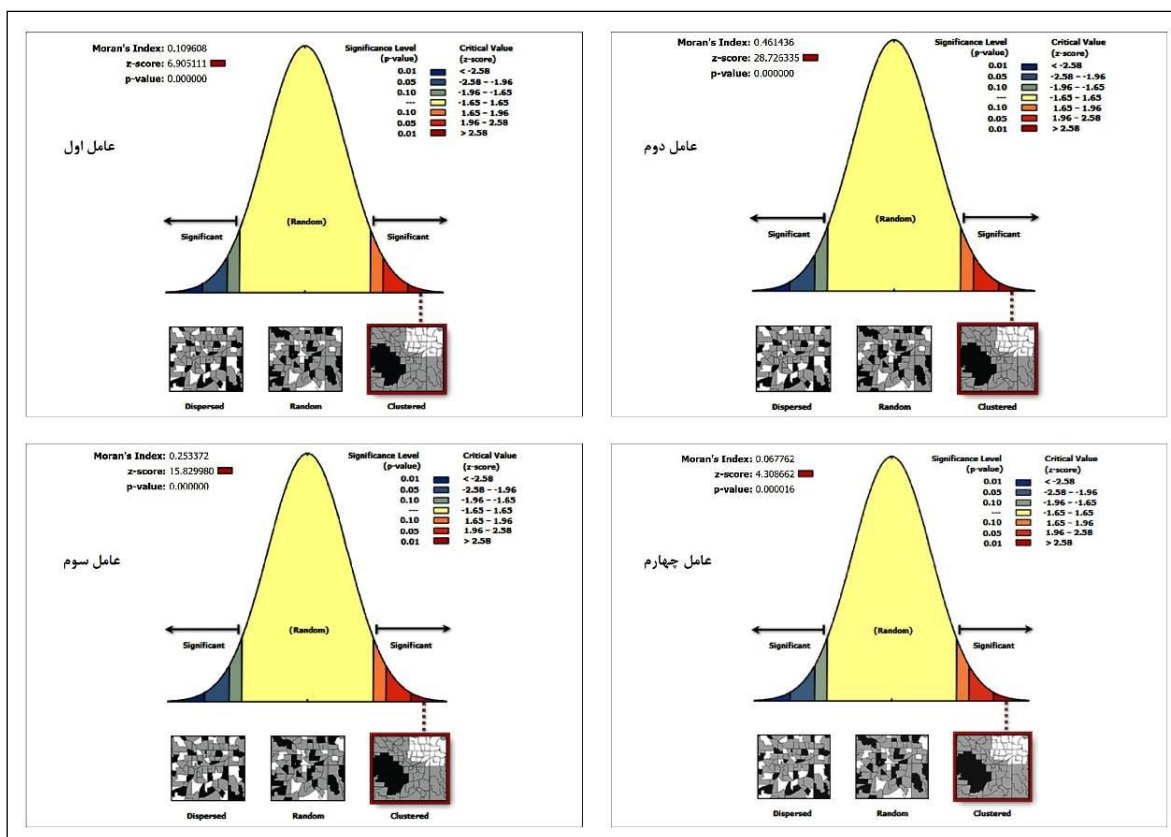 Moran's Index: 0.109608
z-score: 6.905111
p-value: 0.000000
Significance Level (p-value)
Critical Value (z-score)
0.01 < -2.58
0.05 -2.58 – -1.96
0.10 -1.96 – -1.65
--- -1.65 – 1.65
0.10 1.65 – 1.96
0.05 1.96 – 2.58
0.01 > 2.58
عامل اول
(Random)
Significant
Significant
Dispersed
Random
Clustered
Moran's Index: 0.461436
z-score: 28.726335
p-value: 0.000000
Significance Level (p-value)
Critical Value (z-score)
0.01 < -2.58
0.05 -2.58 – -1.96
0.10 -1.96 – -1.65
--- -1.65 – 1.65
0.10 1.65 – 1.96
0.05 1.96 – 2.58
0.01 > 2.58
عامل دوم
(Random)
Significant
Significant
Dispersed
Random
Clustered
Moran's Index: 0.253372
z-score: 15.829980
p-value: 0.000000
Significance Level (p-value)
Critical Value (z-score)
0.01 < -2.58
0.05 -2.58 – -1.96
0.10 -1.96 – -1.65
--- -1.65 – 1.65
0.10 1.65 – 1.96
0.05 1.96 – 2.58
0.01 > 2.58
عامل سوم
(Random)
Significant
Significant
Dispersed
Random
Clustered
Moran's Index: 0.067762
z-score: 4.308662
p-value: 0.000016
Significance Level (p-value)
Critical Value (z-score)
0.01 < -2.58
0.05 -2.58 – -1.96
0.10 -1.96 – -1.65
--- -1.65 – 1.65
0.10 1.65 – 1.96
0.05 1.96 – 2.58
0.01 > 2.58
عامل چهارم
(Random)
Significant
Significant
Dispersed
Random
Clustered